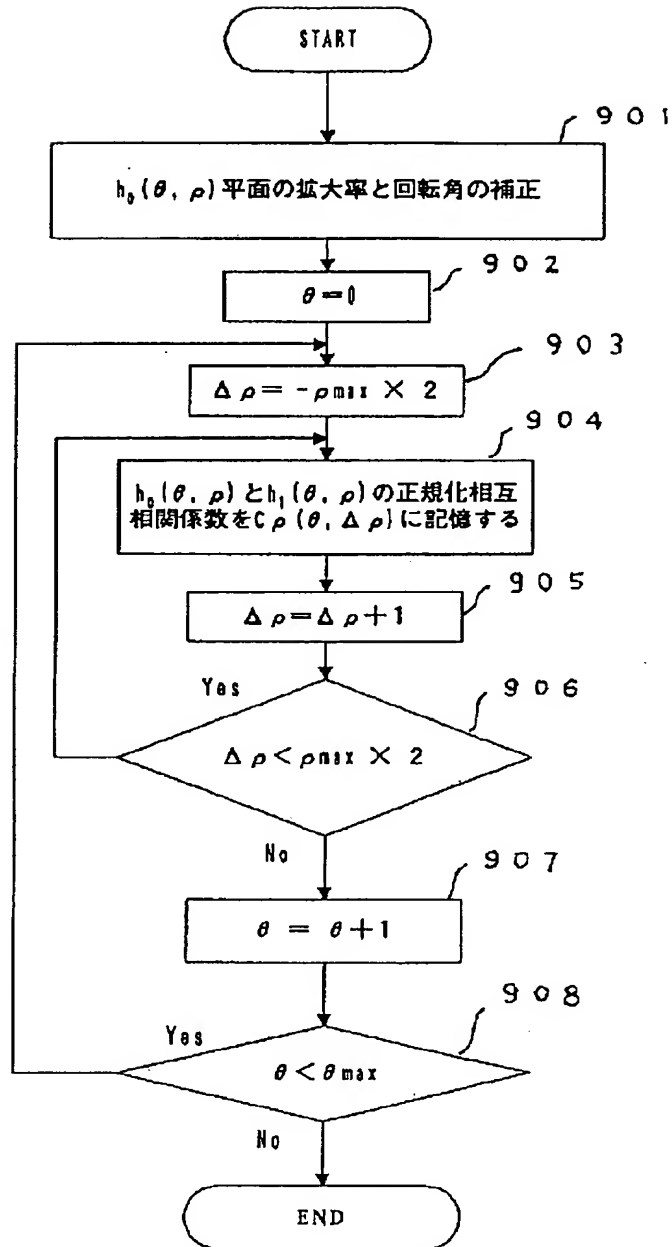 START
901
h₀(θ, ρ)平面の拡大率と回転角の補正
902
θ=0
903
Δρ=-ρmax × 2
904
h₀(θ, ρ)とh₁(θ, ρ)の正規化相互
相関係数をCρ(θ, Δρ)に記憶する
905
Δρ=Δρ+1
906
Yes
Δρ<ρmax × 2
No
907
θ = θ+1
908
Yes
θ<θmax
No
END